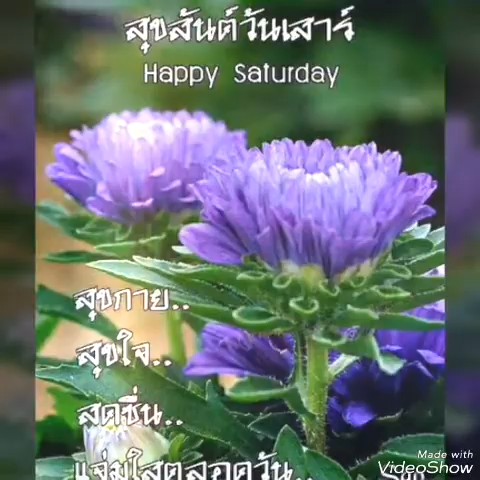 สุขสันต์วันเสาร์
Happy Saturday
สุขกาย..
สุขใจ..
สดชื่น..
แจ่มใสตลอดวัน..
Made with
VideoShow